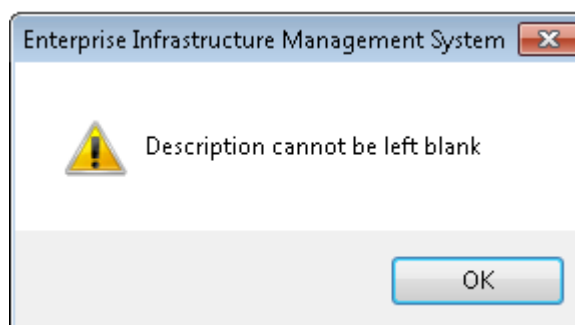 Enterprise Infrastructure Management System
Description cannot be left blank
OK